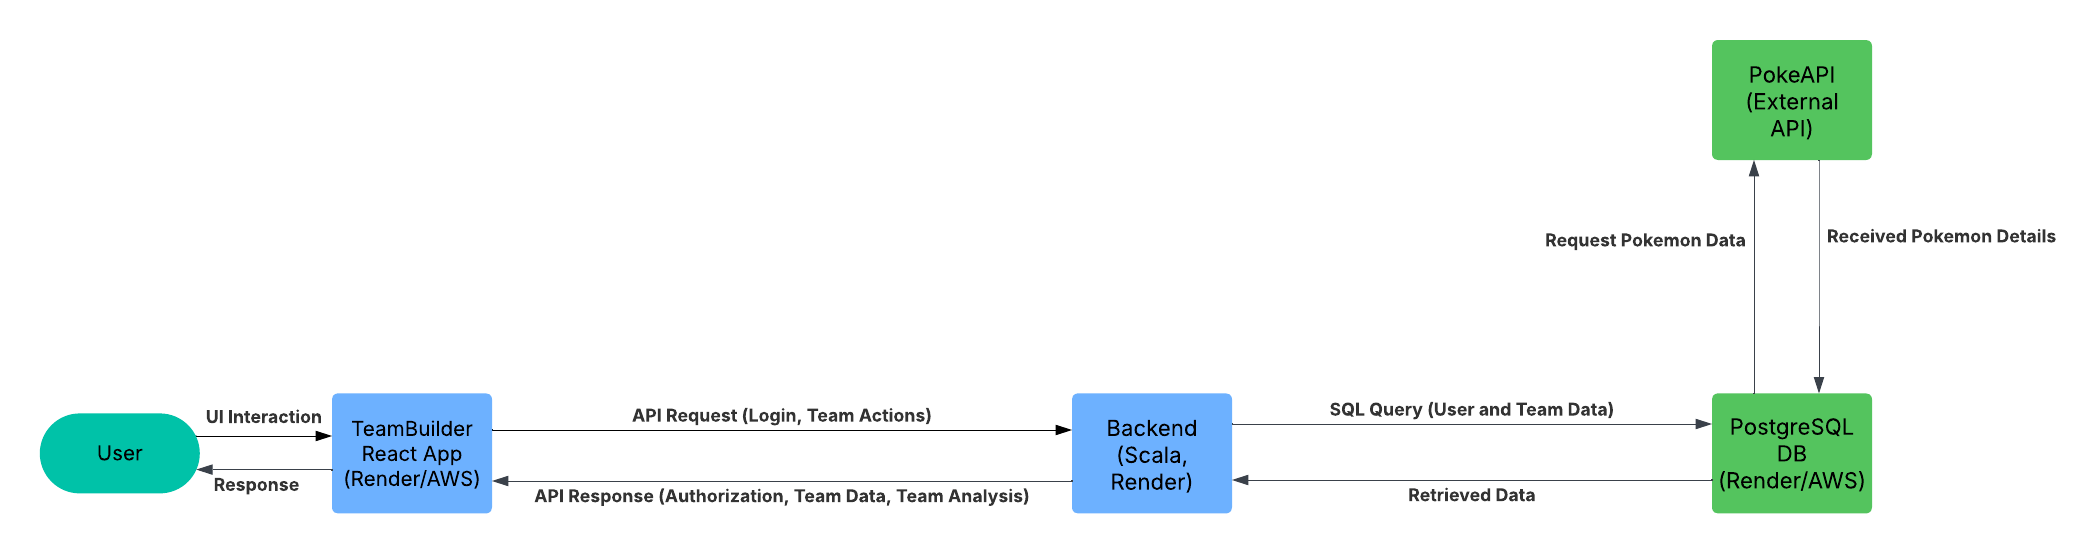 PokeAPI
(External
API)
Request Pokemon Data
Received Pokemon Details
User
UI Interaction
Response
TeamBuilder
React App
(Render/AWS)
API Request (Login, Team Actions)
API Response (Authorization, Team Data, Team Analysis)
Backend
(Scala,
Render)
SQL Query (User and Team Data)
Retrieved Data
PostgreSQL
DB
(Render/AWS)